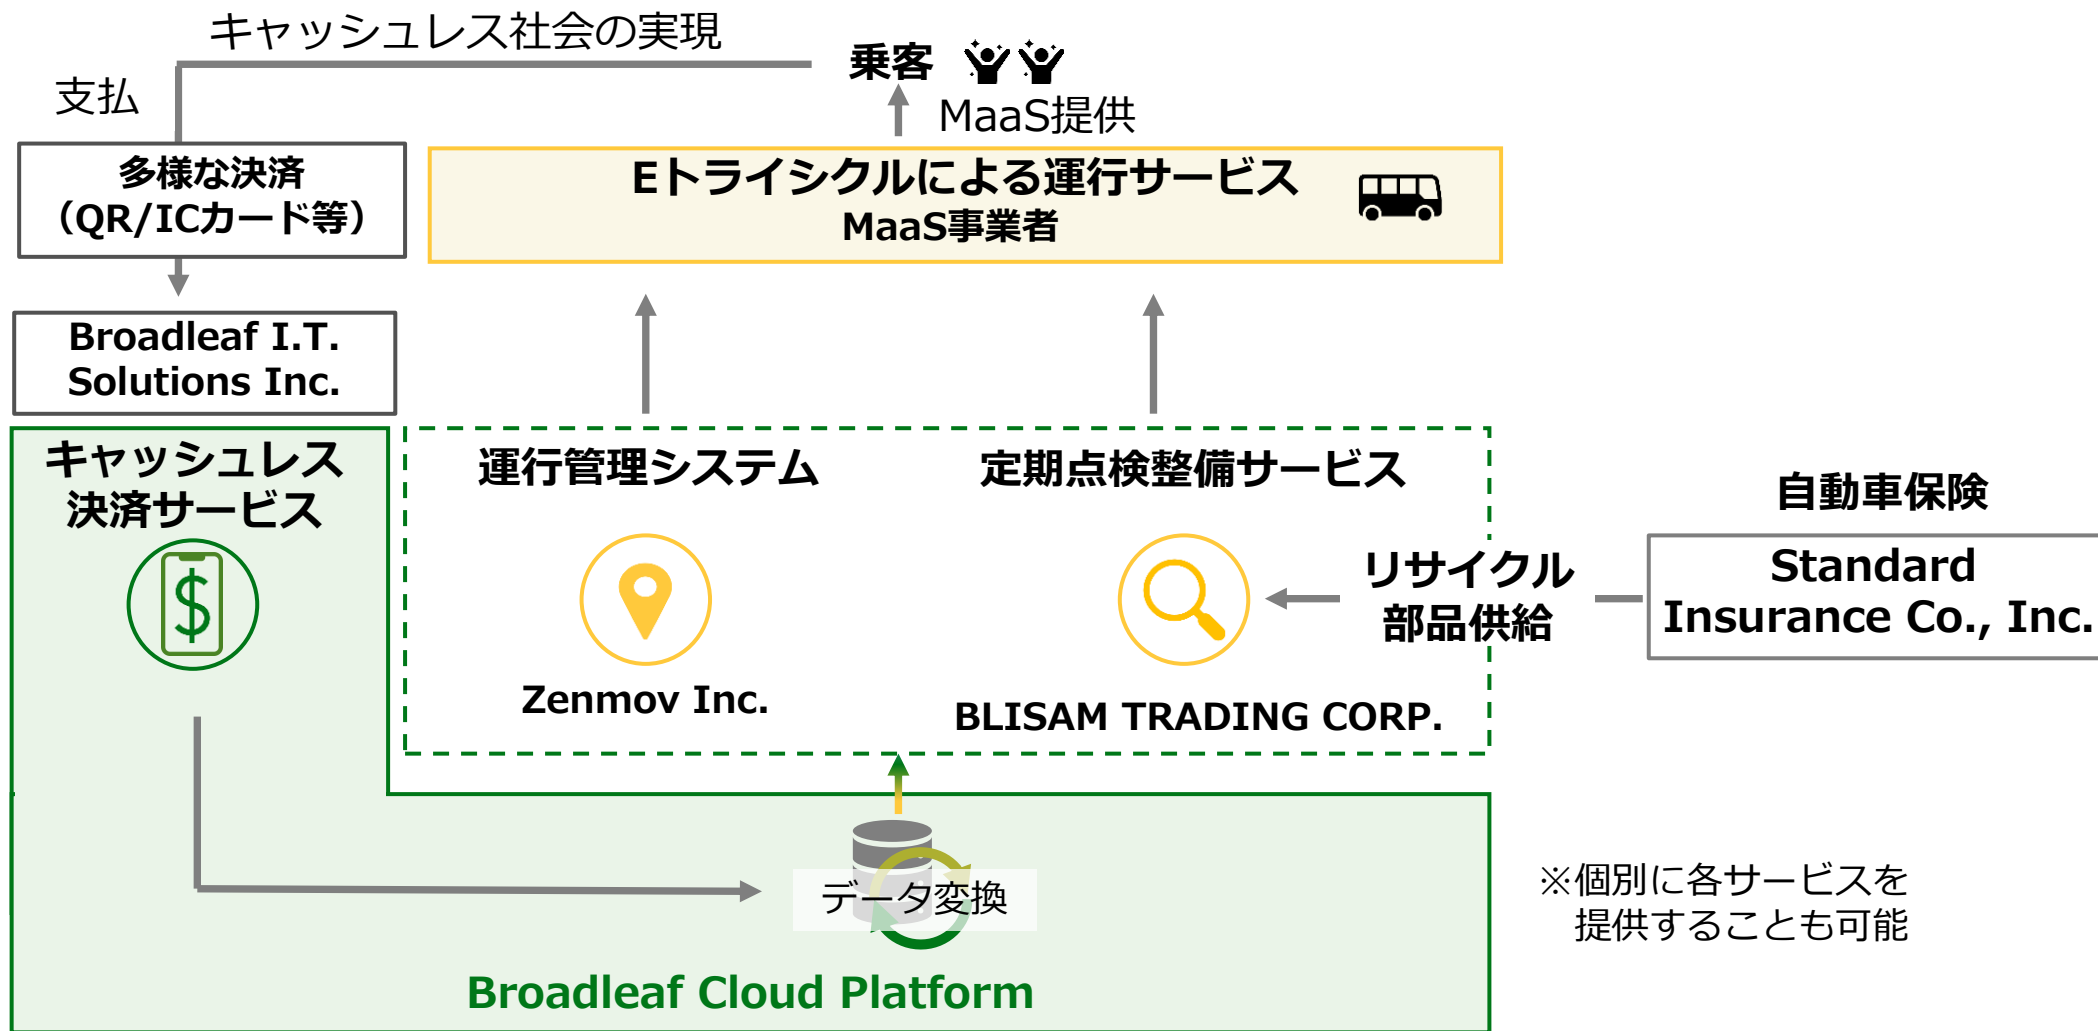 キャッシュレス社会の実現
乗客
支払
MaaS提供
多様な決済
（QR/ICカード等）
Eトライシクルによる運行サービス
MaaS事業者
Broadleaf I.T.
Solutions Inc.
キャッシュレス
決済サービス
運行管理システム
定期点検整備サービス
自動車保険
リサイクル
部品供給
Standard
Insurance Co., Inc.
Zenmov Inc.
BLISAM TRADING CORP.
データ変換
※個別に各サービスを
提供することも可能
Broadleaf Cloud Platform